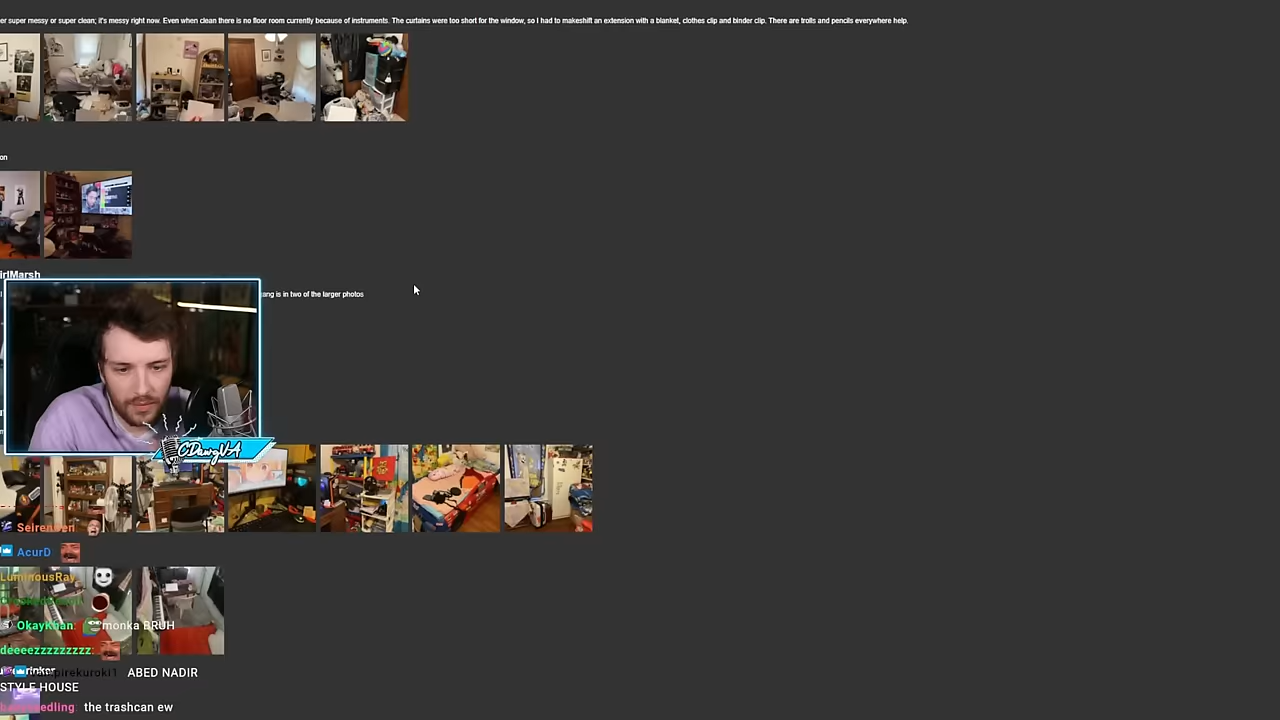 er super messy or super clean; it's messy right now. Even when clean there is no floor room currently because of instruments. The curtains were too short for the window, so I had to makeshift an extension with a blanket, clothes clip and binder clip. There are trolls and pencils everywhere help.
on
irlMarsh
ang is in two of the larger photos
CDawgVA
Seirenven
AcurD
LuminousRay
OkayKhan: monka BRUH
deeeezzzzzzzz:
vampirekuroki1 ABED NADIR
STYLE HOUSE
the trashcan ew